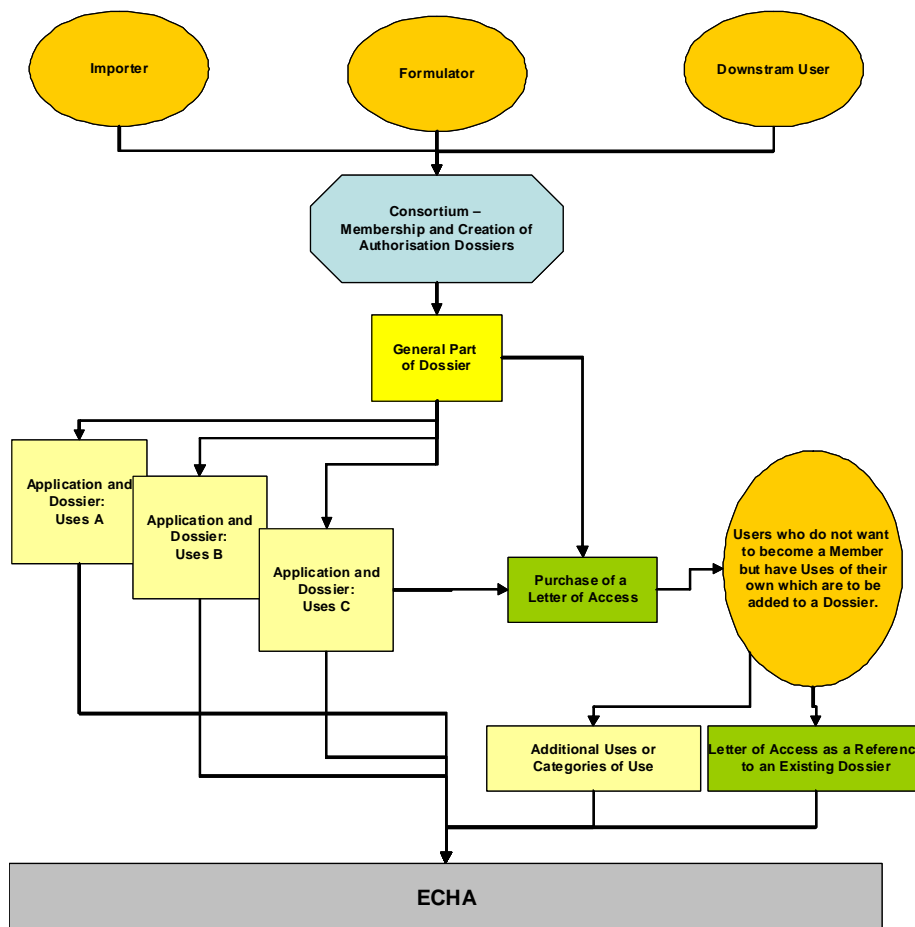 Importer
Formulator
Downstram User
Consortium –
Membership and Creation of
Authorisation Dossiers
General Part
of Dossier
Application and
Dossier:
Uses A
Application and
Dossier:
Uses B
Application and
Dossier:
Uses C
Purchase of a
Letter of Access
Users who do not want
to become a Member
but have Uses of their
own which are to be
added to a Dossier.
Additional Uses or
Categories of Use
Letter of Access as a Referenc
to an Existing Dossier
ECHA